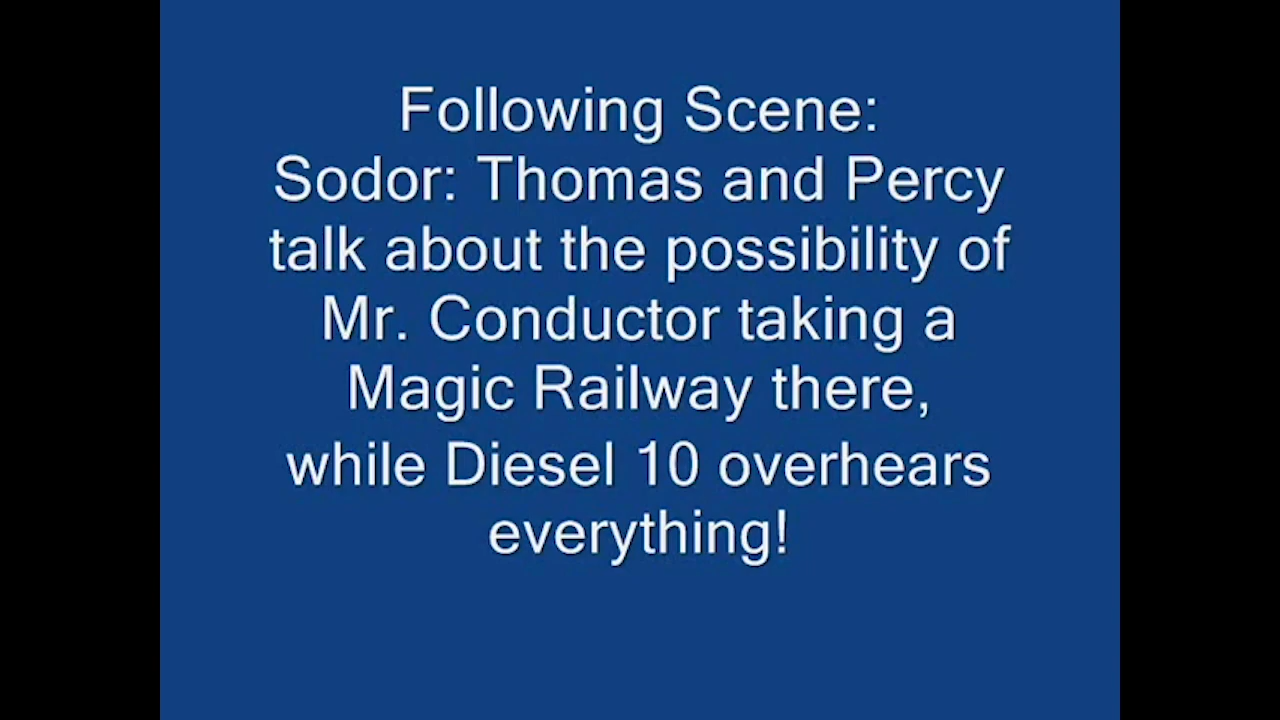 Following Scene:
Sodor: Thomas and Percy
talk about the possibility of
Mr. Conductor taking a
Magic Railway there,
while Diesel 10 overhears
everything!